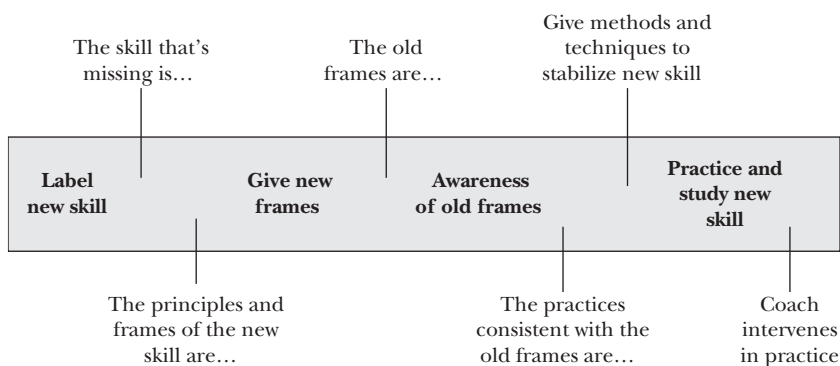 The skill that's
missing is…
The old
frames are…
Give methods and
techniques to
stabilize new skill
Label
new skill
Give new
frames
Awareness
of old frames
Practice and
study new
skill
The principles and
frames of the new
skill are…
The practices
consistent with the
old frames are…
Coach
intervenes
in practice